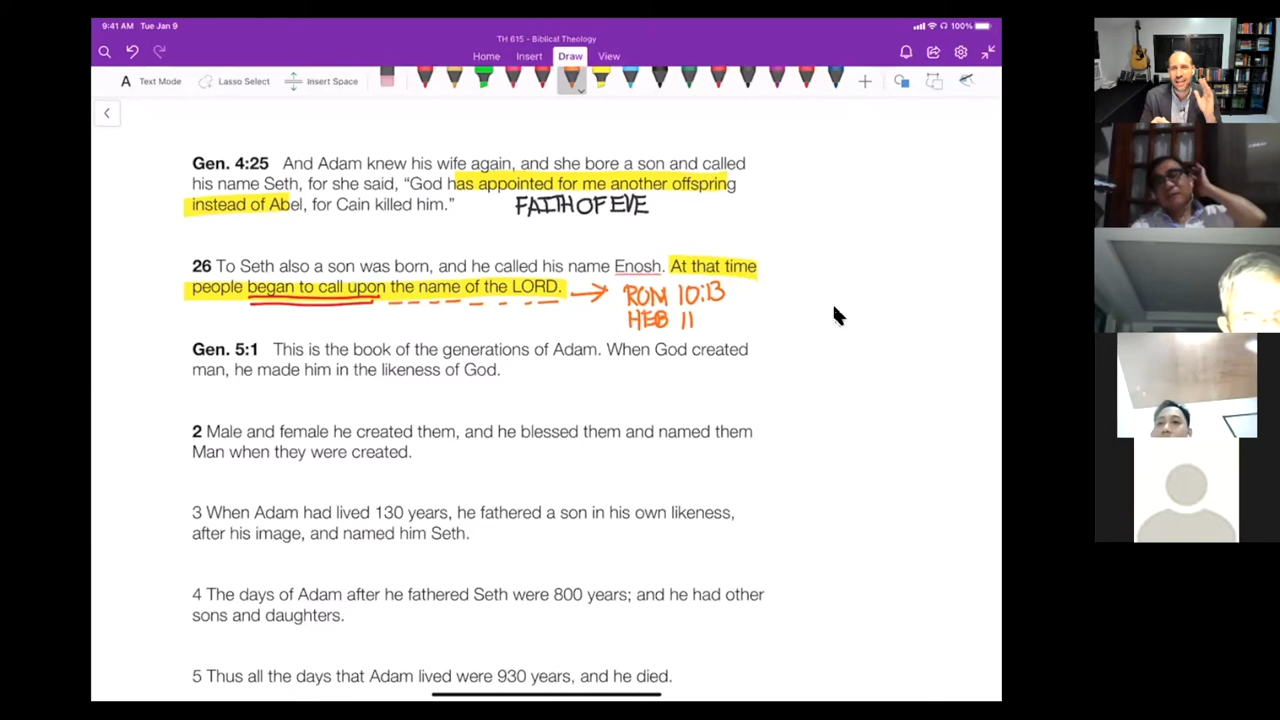 9:41 AM Tue Jan 9
100%
TH 615 - Biblical Theology
Home Insert Draw View
A Text Mode Lasso Select Insert Space
Gen. 4:25 And Adam knew his wife again, and she bore a son and called
his name Seth, for she said, “God has appointed for me another offspring
instead of Abel, for Cain killed him.”
FAITH OF EVE
26 To Seth also a son was born, and he called his name Enosh. At that time
people began to call upon the name of the LORD.
ROM 10:13
HEB 11
Gen. 5:1 This is the book of the generations of Adam. When God created
man, he made him in the likeness of God.
2 Male and female he created them, and he blessed them and named them
Man when they were created.
3 When Adam had lived 130 years, he fathered a son in his own likeness,
after his image, and named him Seth.
4 The days of Adam after he fathered Seth were 800 years; and he had other
sons and daughters.
5 Thus all the days that Adam lived were 930 years, and he died.